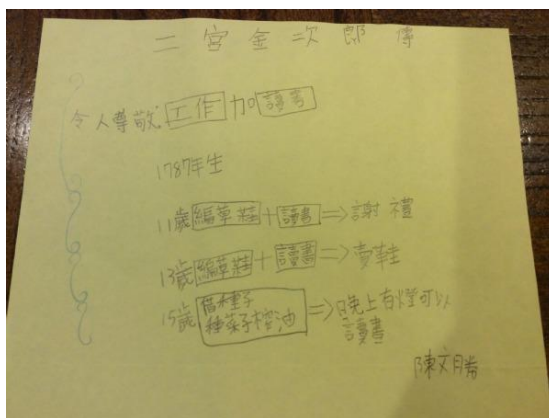 二宮金次郎傳
令人尊敬 工作 加 讀書
1787年生
11歲 編草鞋 + 讀書 => 謝禮
13歲 編草鞋 + 讀書 => 賣鞋
15歲 借種子
種菜子榨油 => 晚上有燈可以
讀書
陳文勝